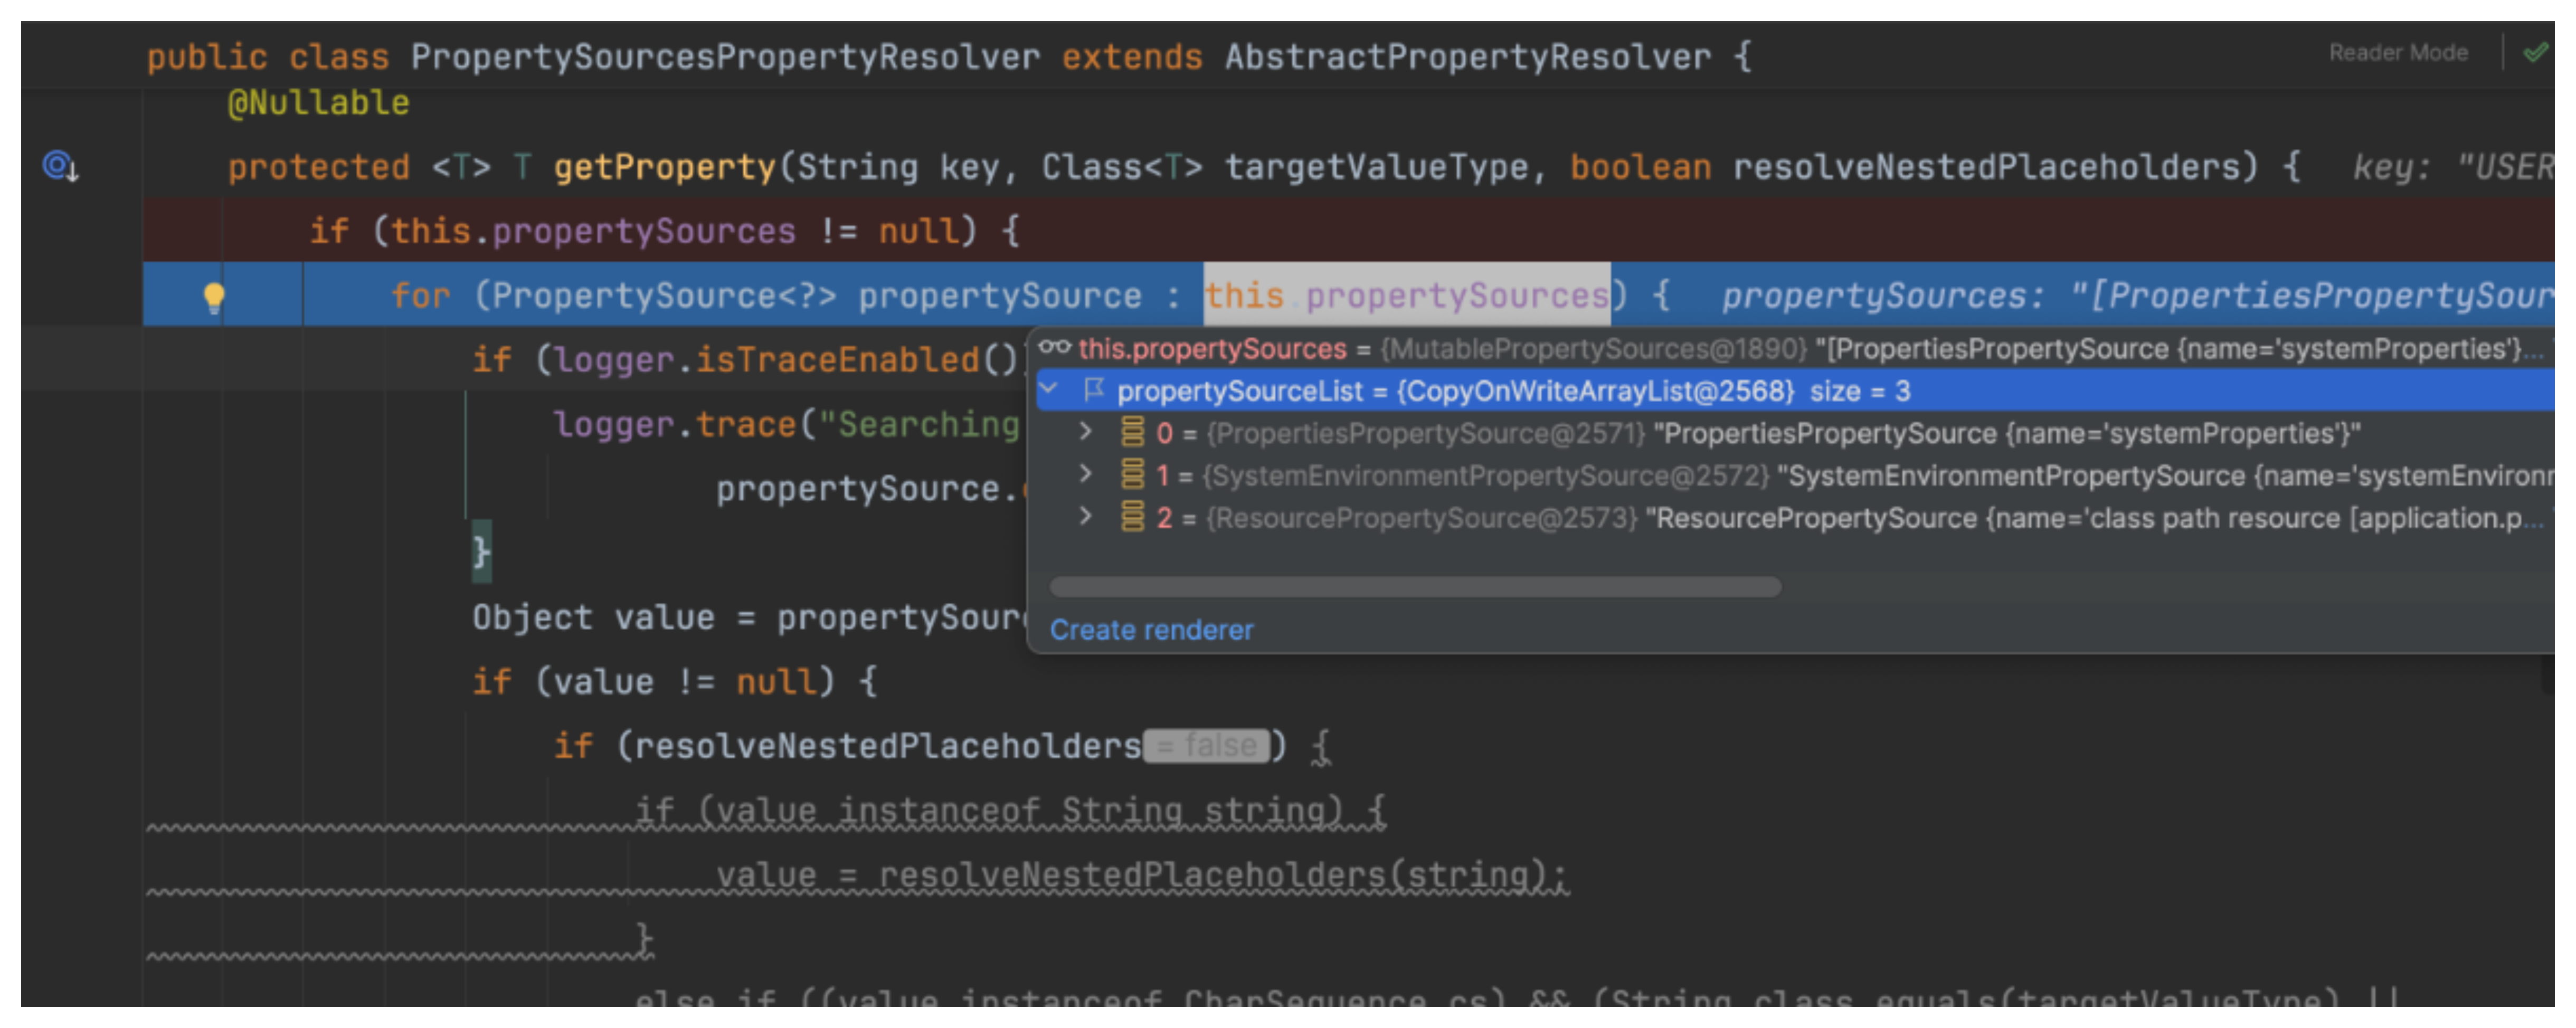 public class PropertySourcesPropertyResolver extends AbstractPropertyResolver {
Reader Mode
@Nullable
protected <T> T getProperty(String key, Class<T> targetValueType, boolean resolveNestedPlaceholders) { key: "USER
if (this.propertySources != null) {
for (PropertySource<?> propertySource : this.propertySources) { propertySources: "[PropertiesPropertySour
if (logger.isTraceEnabled()
this.propertySources = {MutablePropertySources@1890} "[PropertiesPropertySource {name='systemProperties'}...
propertySourceList = {CopyOnWriteArrayList@2568} size = 3
logger.trace("Searching
0 = {PropertiesPropertySource@2571} "PropertiesPropertySource {name='systemProperties'}"
1 = {SystemEnvironmentPropertySource@2572} "SystemEnvironmentPropertySource {name='systemEnvironm
propertySource.
2 = {ResourcePropertySource@2573} "ResourcePropertySource {name='class path resource [application.p...
}
Object value = propertySour
Create renderer
if (value != null) {
if (resolveNestedPlaceholders = false ) {
if (value instanceof String string) {
value = resolveNestedPlaceholders(string);
}
else if ((value instanceof CharSequence cs) && (String.class.equals(targetValueType) ||